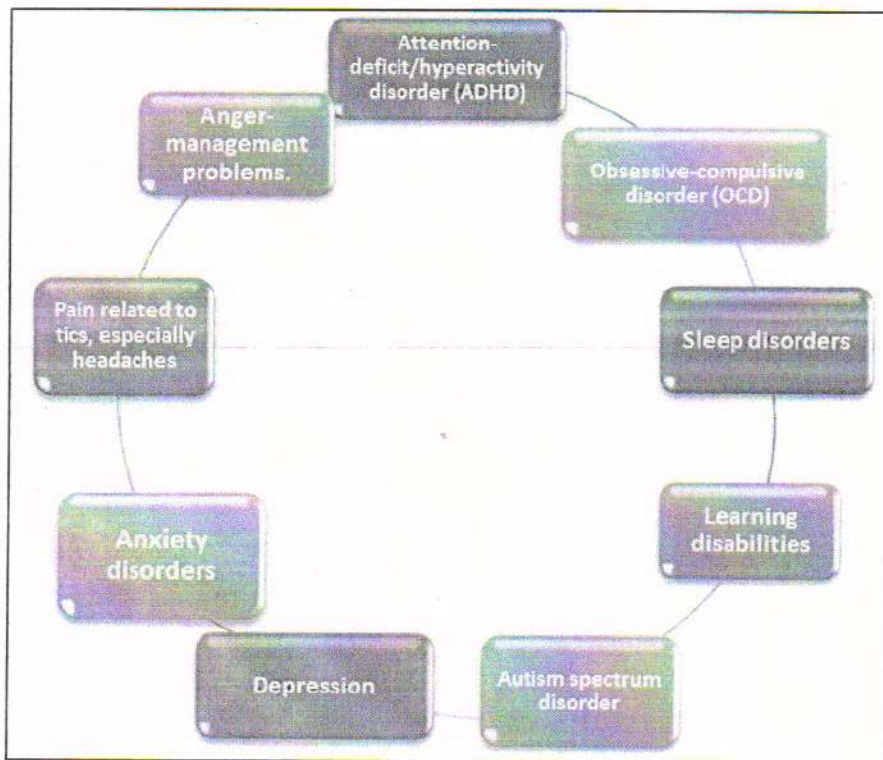 Attention-
deficit/hyperactivity
disorder (ADHD)
Obsessive-compulsive
disorder (OCD)
Sleep disorders
Learning
disabilities
Autism spectrum
disorder
Depression
Anxiety
disorders
Pain related to
tics, especially
headaches
Anger-
management
problems.